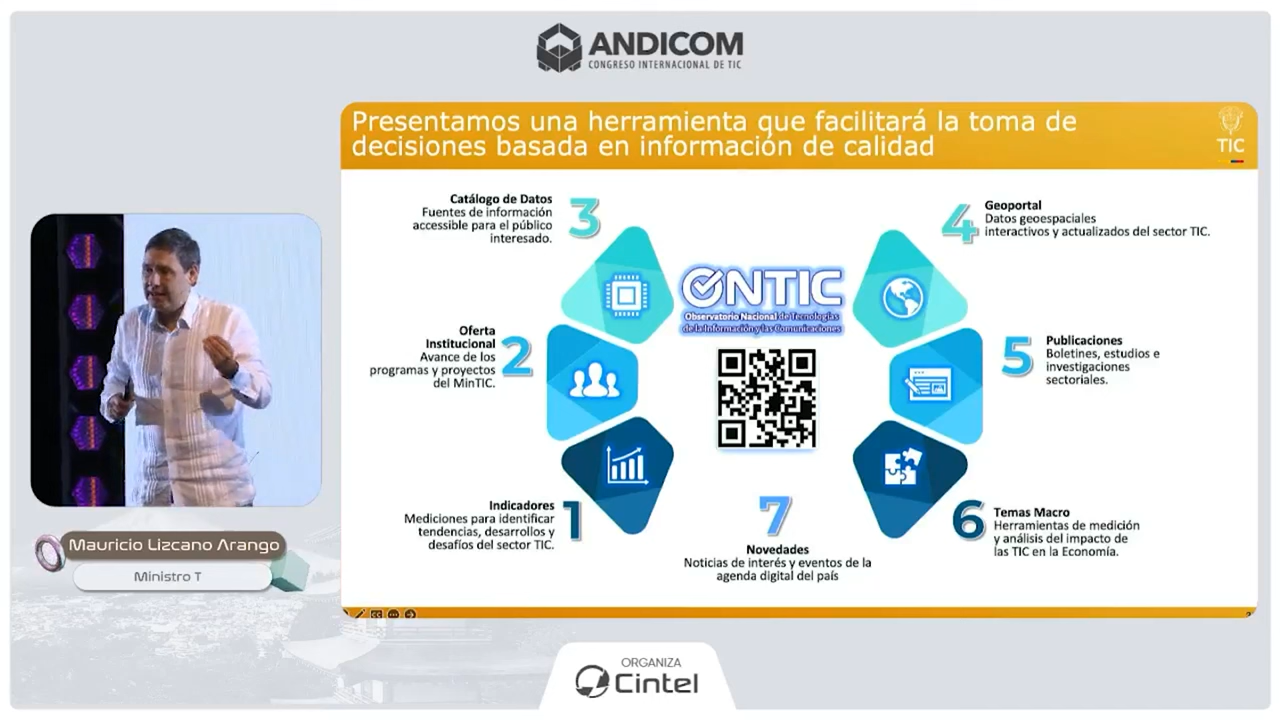 ANDICOM
CONGRESO INTERNACIONAL DE TIC
Presentamos una herramienta que facilitará la toma de
decisiones basada en información de calidad
TIC
Catálogo de Datos
Fuentes de información
accessible para el público
interesado.
3
4
Geoportal
Datos geoespaciales
interactivos y actualizados del sector TIC.
ONTIC
Observatorio Nacional de Tecnologías
de la Información y las Comunicaciones
Oferta
Institucional
Avance de los
programas y proyectos
del MinTIC.
2
5
Publicaciones
Boletines, estudios e
investigaciones
sectoriales.
Indicadores
Mediciones para identificar
tendencias, desarrollos y
desafíos del sector TIC.
1
7
Novedades
Noticias de interés y eventos de la
agenda digital del país
6
Temas Macro
Herramientas de medición
y análisis del impacto de
las TIC en la Economía.
Mauricio Lizcano Arango
Ministro T
ORGANIZA
Cintel